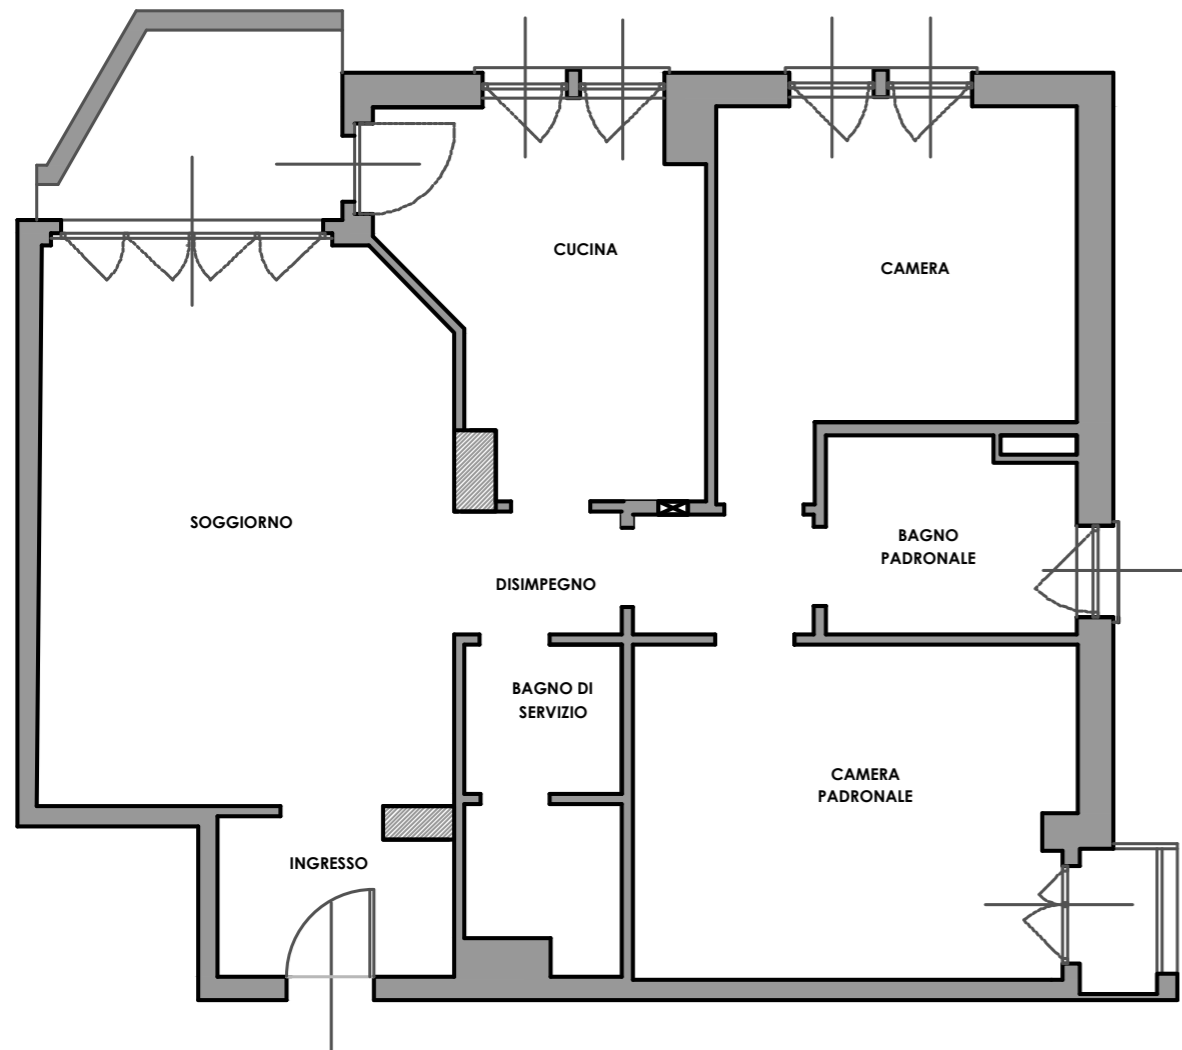 CUCINA
CAMERA
SOGGIORNO
BAGNO
PADRONALE
DISIMPEGNO
BAGNO DI
SERVIZIO
CAMERA
PADRONALE
INGRESSO